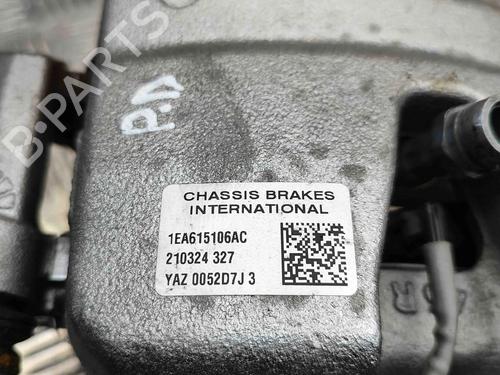 P.D
B-PARTS
CHASSIS BRAKES
INTERNATIONAL
1EA615106AC
210324 327
YAZ 0052D7J 3